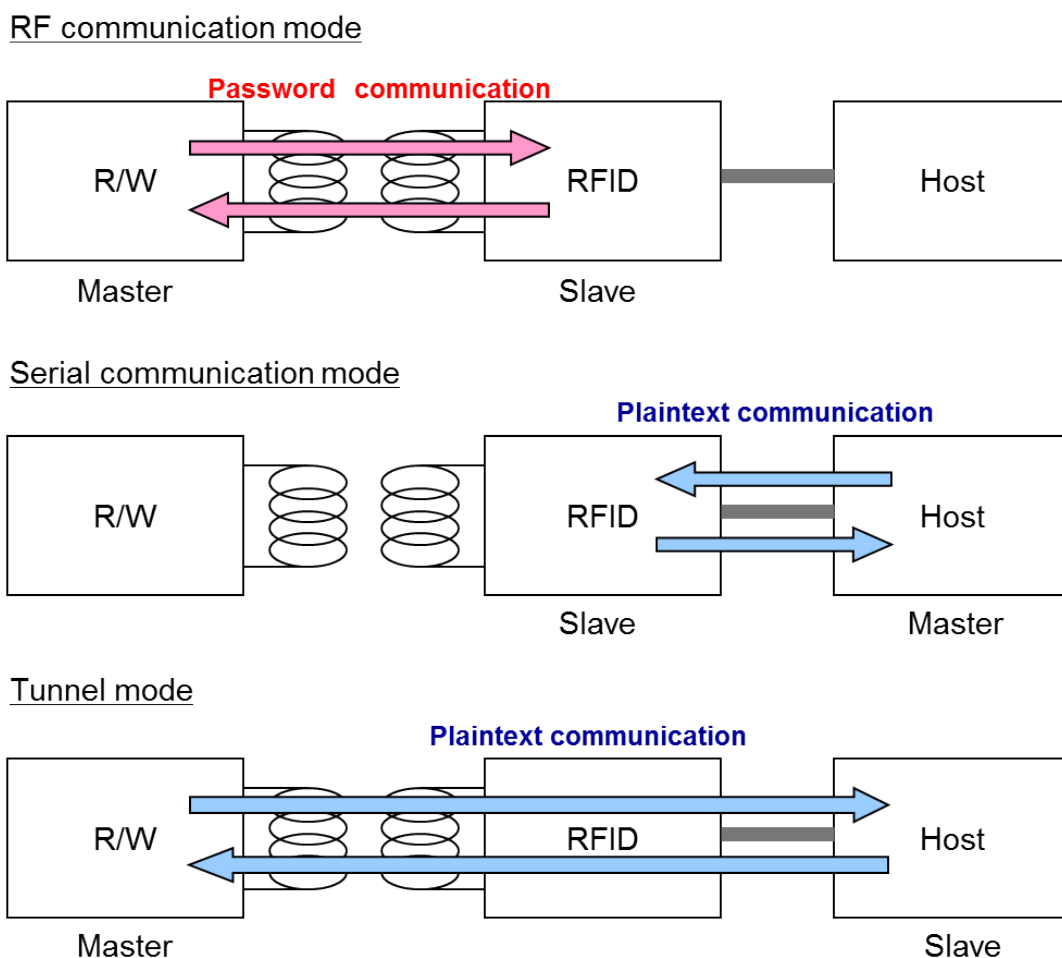 RF communication mode
Password communication
R/W
RFID
Host
Master
Slave
Serial communication mode
Plaintext communication
R/W
RFID
Host
Slave
Master
Tunnel mode
Plaintext communication
R/W
RFID
Host
Master
Slave